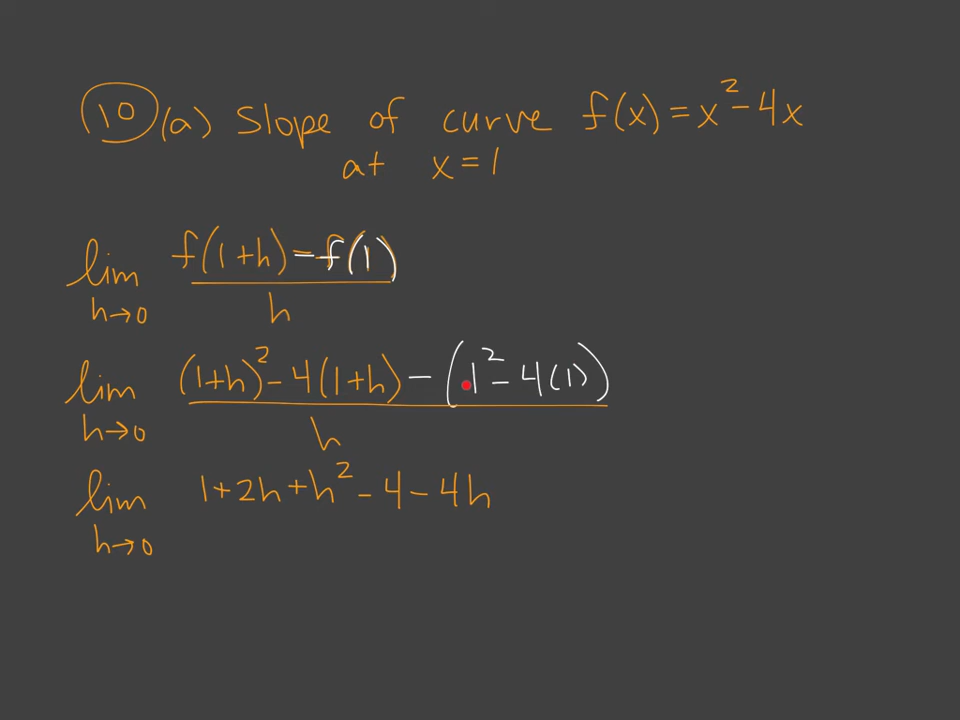 10 (a) Slope of curve f(x) = x² - 4x
at x = 1
lim h→0 f(1+h) - f(1) / h
lim h→0 (1+h)² - 4(1+h) - (1² - 4(1)) / h
lim h→0 1 + 2h + h² - 4 - 4h